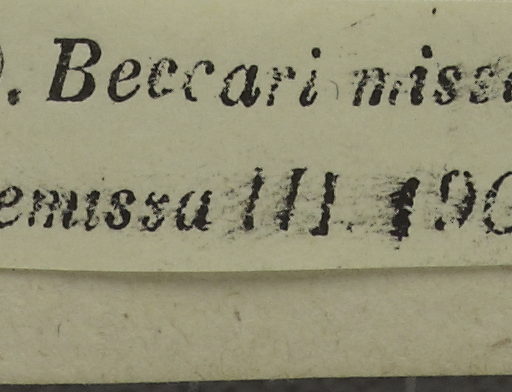 ). Beccari miss
emissa III. 190